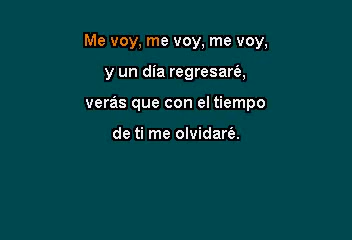 Me voy, me voy, me voy,
y un día regresaré,
verás que con el tiempo
de ti me olvidaré.